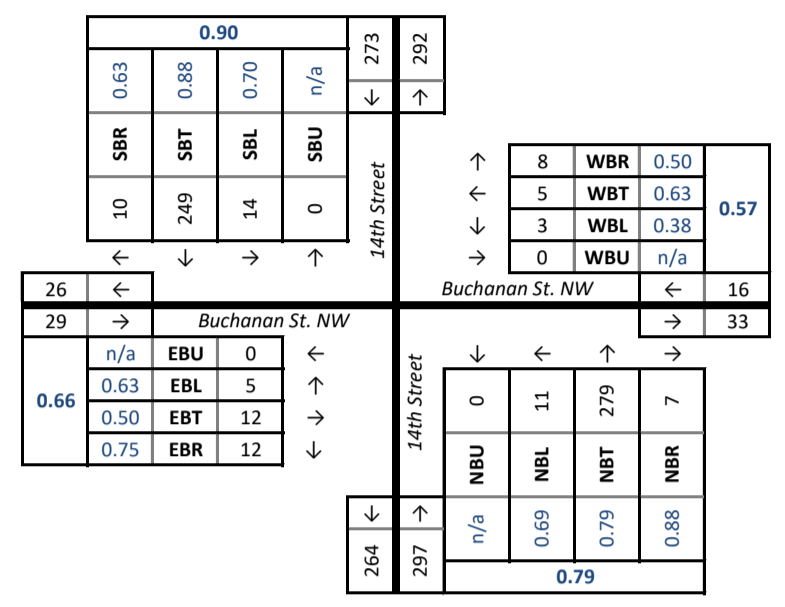 0.90
0.63 0.88 0.70 n/a
SBR SBT SBL SBU
10 249 14 0
← ↓ → ↑
273 292
↓ ↑
14th Street
↑ 8 WBR 0.50
← 5 WBT 0.63
↓ 3 WBL 0.38
→ 0 WBU n/a
0.57
26 ←
Buchanan St. NW
← 16
29 →
Buchanan St. NW
→ 33
0.66
n/a EBU 0 ←
0.63 EBL 5 ↑
0.50 EBT 12 →
0.75 EBR 12 ↓
14th Street
↓ ← ↑ →
0 11 279 7
NBU NBL NBT NBR
n/a 0.69 0.79 0.88
0.79
↓ ↑
264 297